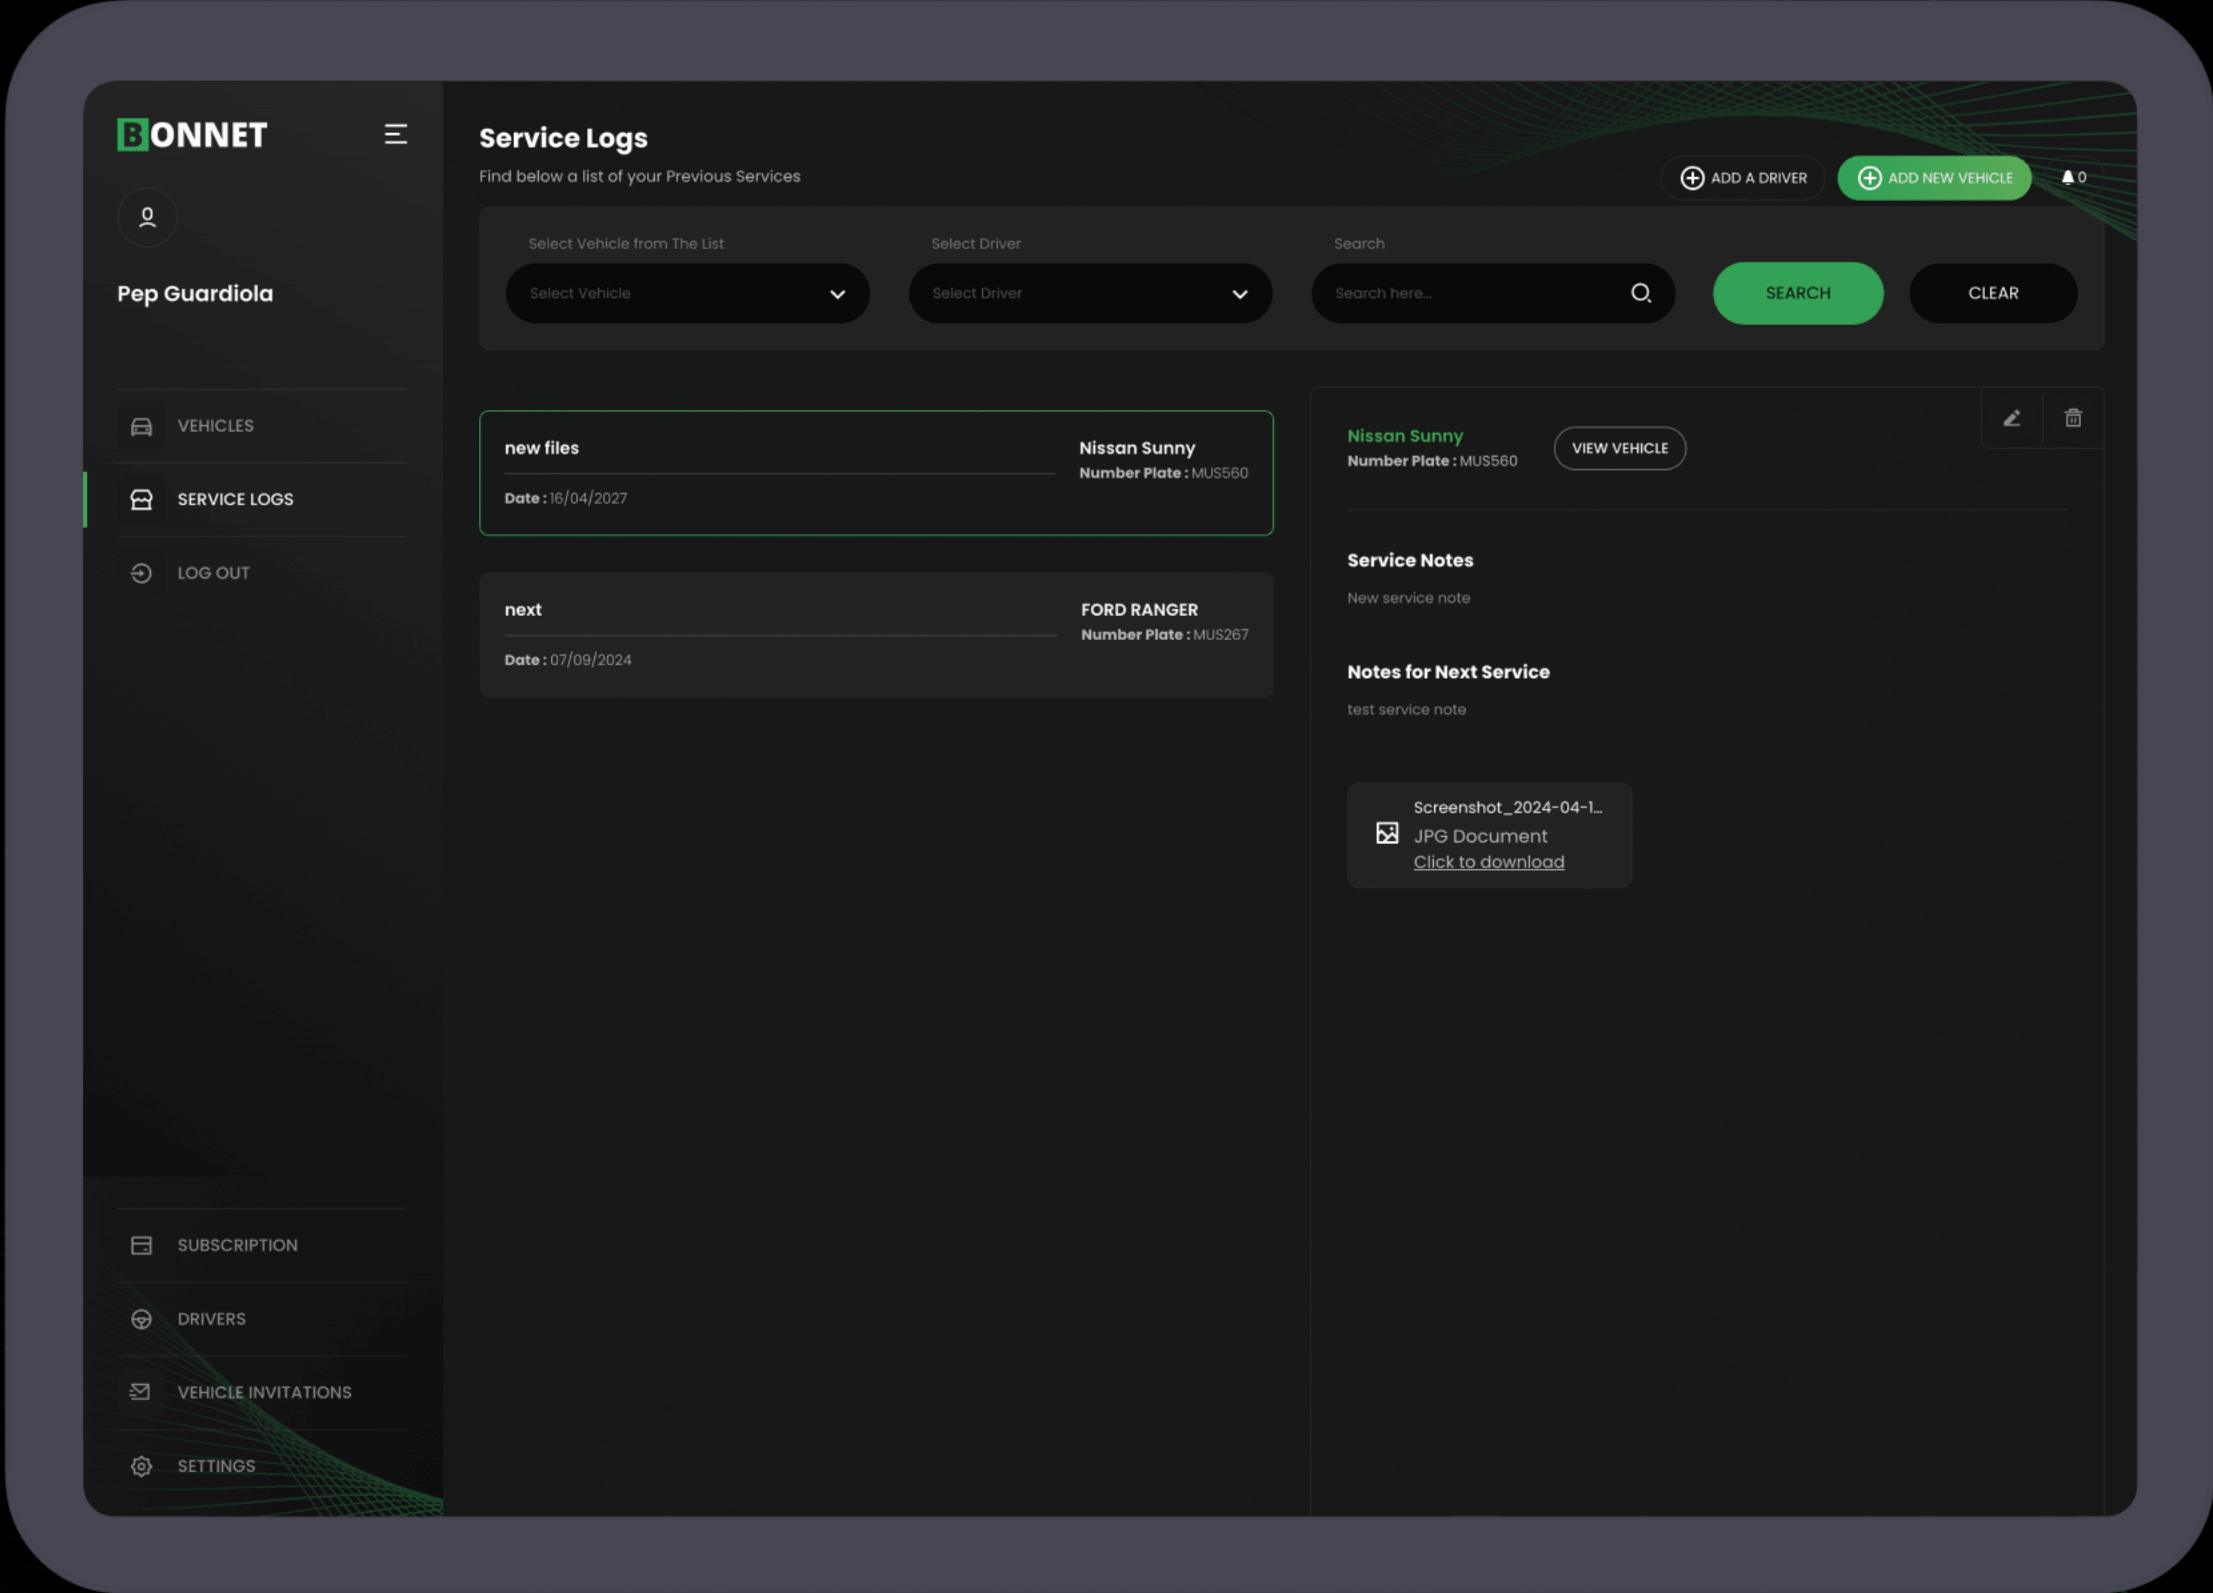 BONNET
Pep Guardiola
VEHICLES
SERVICE LOGS
LOG OUT
SUBSCRIPTION
DRIVERS
VEHICLE INVITATIONS
SETTINGS
Service Logs
Find below a list of your Previous Services
ADD A DRIVER
ADD NEW VEHICLE
0
Select Vehicle from The List
Select Driver
Search
Select Vehicle
Select Driver
Search here...
SEARCH
CLEAR
new files
Date : 16/04/2027
Nissan Sunny
Number Plate : MUS560
next
Date : 07/09/2024
FORD RANGER
Number Plate : MUS267
Nissan Sunny
Number Plate : MUS560
VIEW VEHICLE
Service Notes
New service note
Notes for Next Service
test service note
Screenshot_2024-04-1...
JPG Document
Click to download